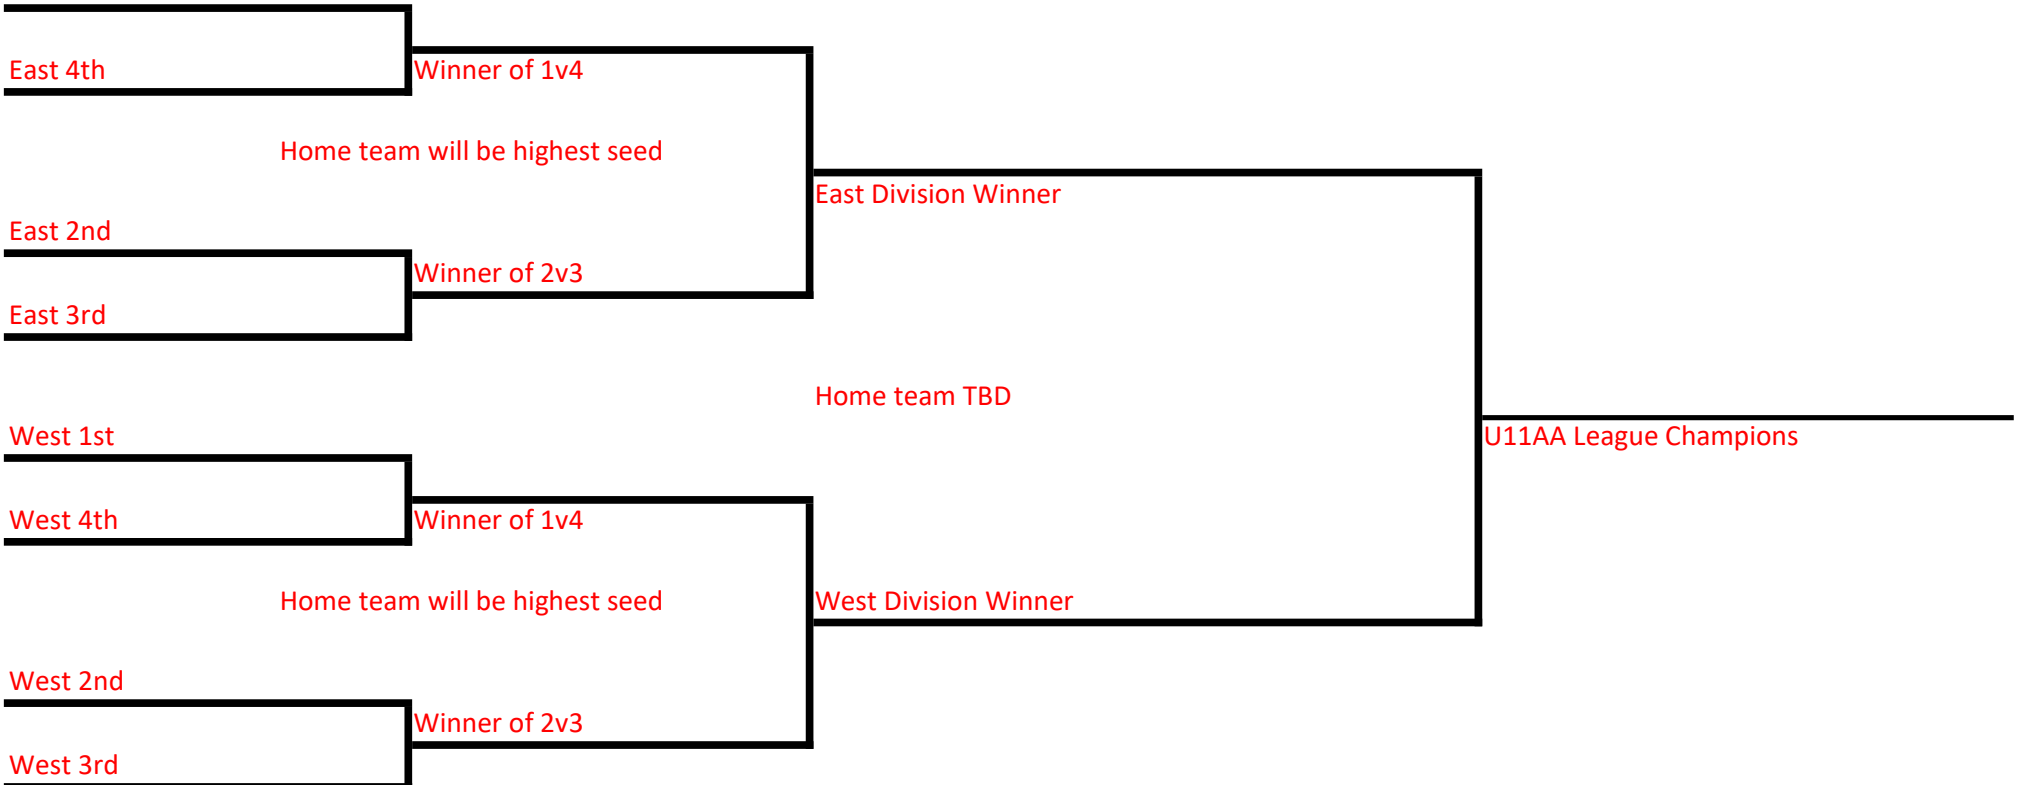 East 4th
Winner of 1v4
Home team will be highest seed
East Division Winner
East 2nd
Winner of 2v3
East 3rd
Home team TBD
West 1st
U11AA League Champions
West 4th
Winner of 1v4
Home team will be highest seed
West Division Winner
West 2nd
Winner of 2v3
West 3rd